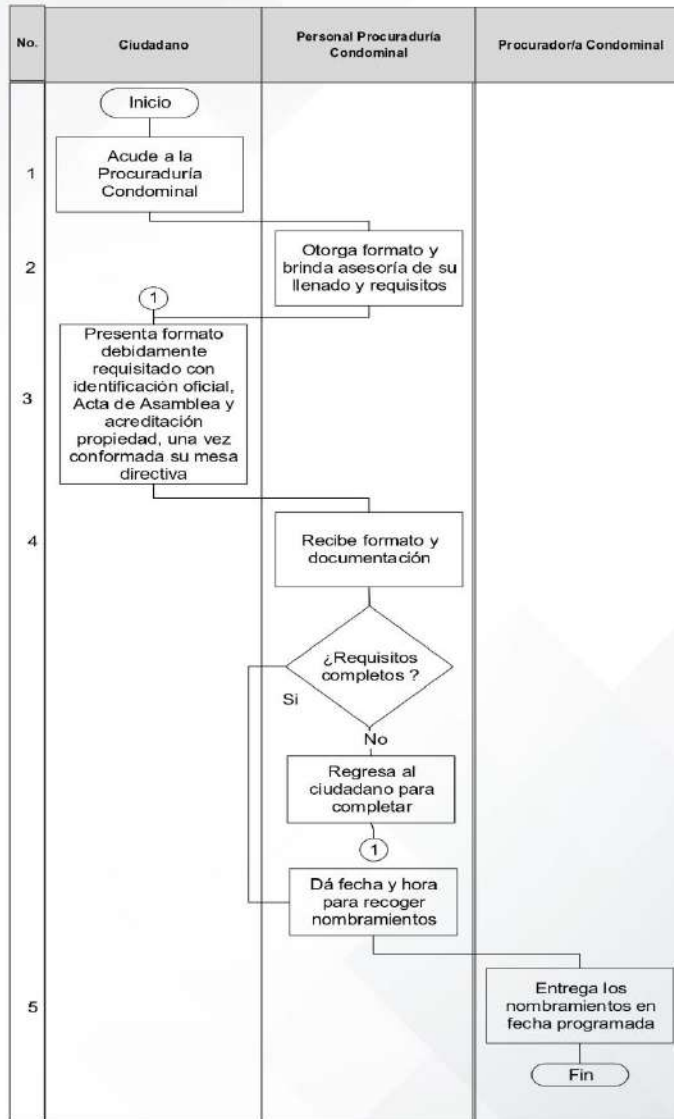 No.
Ciudadano
Personal Procuraduría
Condominal
Procurador/a Condominal
Inicio
1
Acude a la
Procuraduría
Condominal
2
Otorga formato y
brinda asesoría de su
llenado y requisitos
1
3
Presenta formato
debidamente
requisitado con
identificación oficial,
Acta de Asamblea y
acreditación
propiedad, una vez
conformada su mesa
directiva
4
Recibe formato y
documentación
¿Requisitos
completos ?
Si
No
Regresa al
ciudadano para
completar
1
Dá fecha y hora
para recoger
nombramientos
5
Entrega los
nombramientos en
fecha programada
Fin